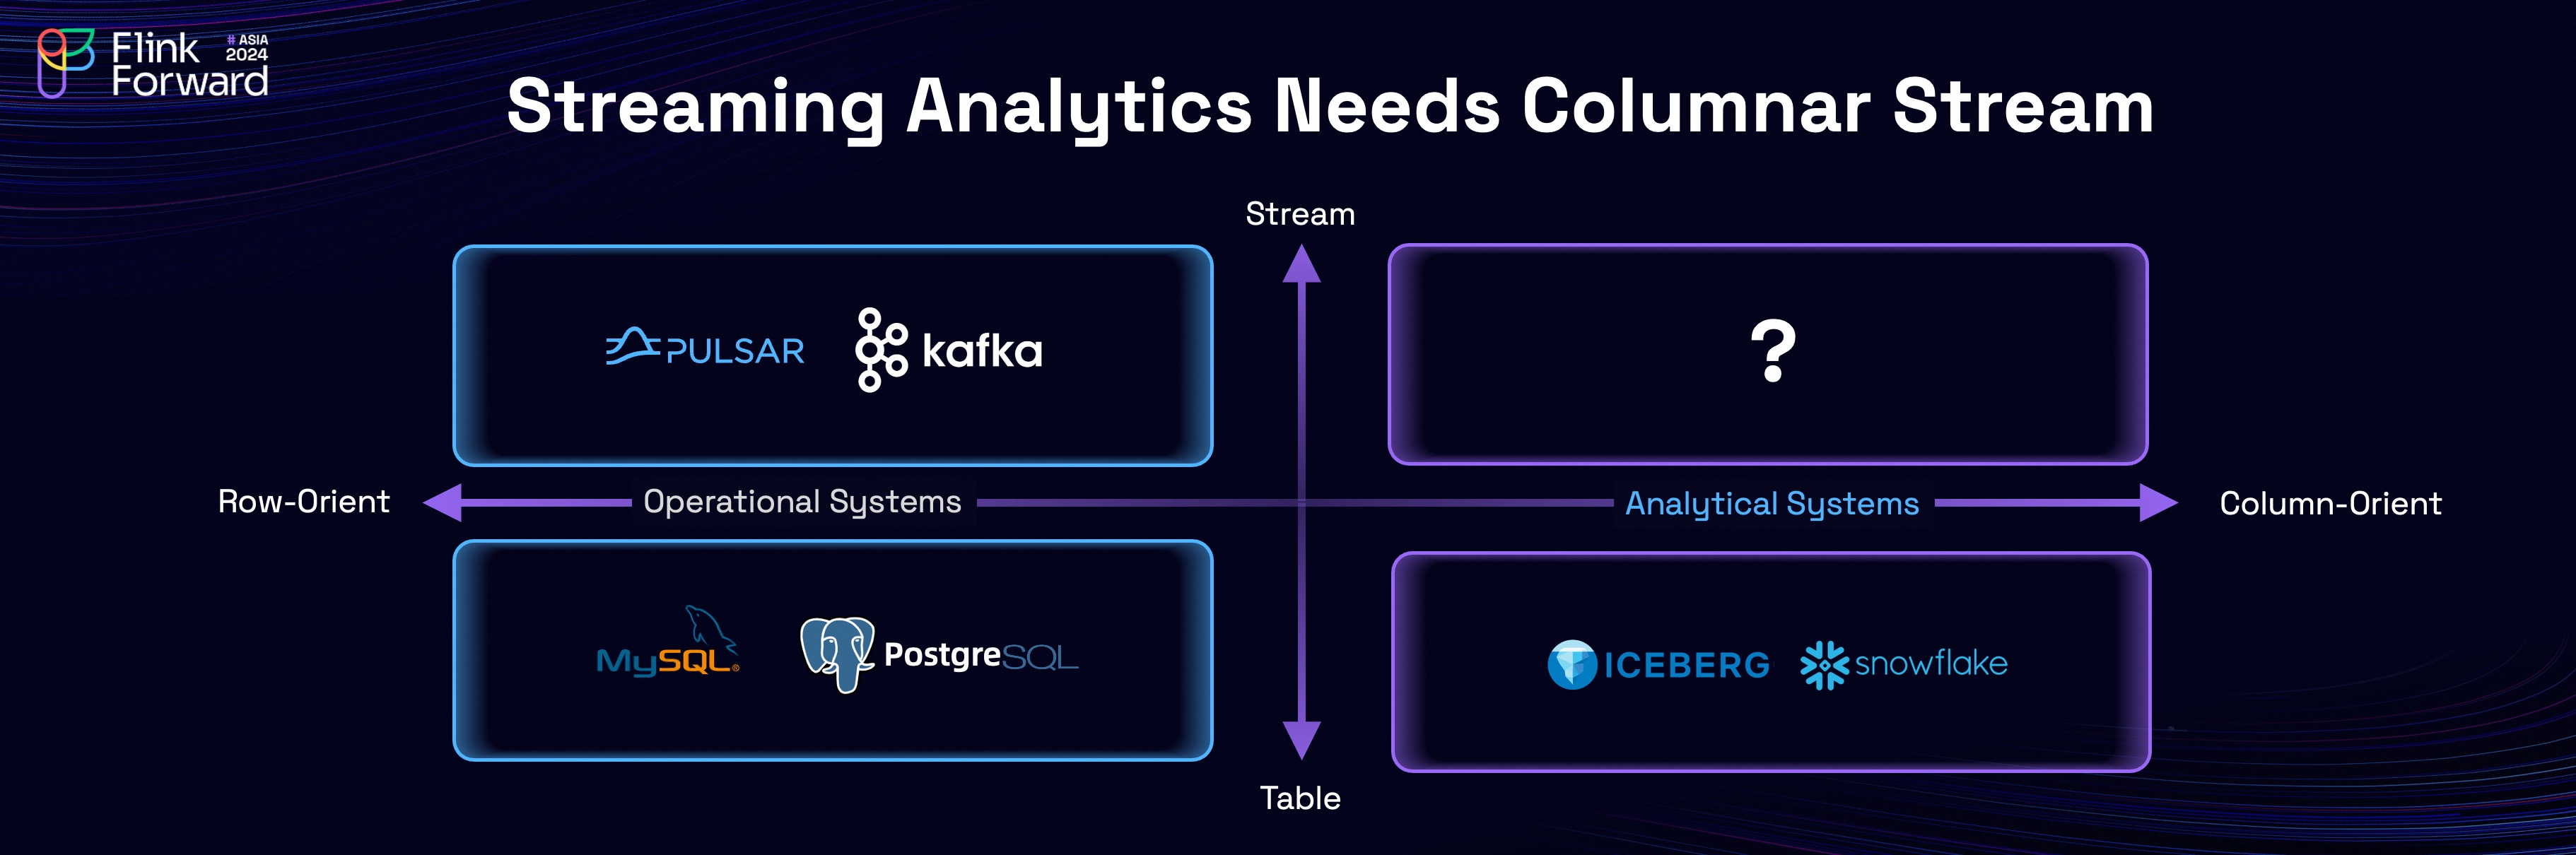 Flink
Forward
# ASIA
2024
Streaming Analytics Needs Columnar Stream
Stream
PULSAR
kafka
?
Row-Orient
Operational Systems
Analytical Systems
Column-Orient
MySQL®
PostgreSQL
ICEBERG
snowflake
Table